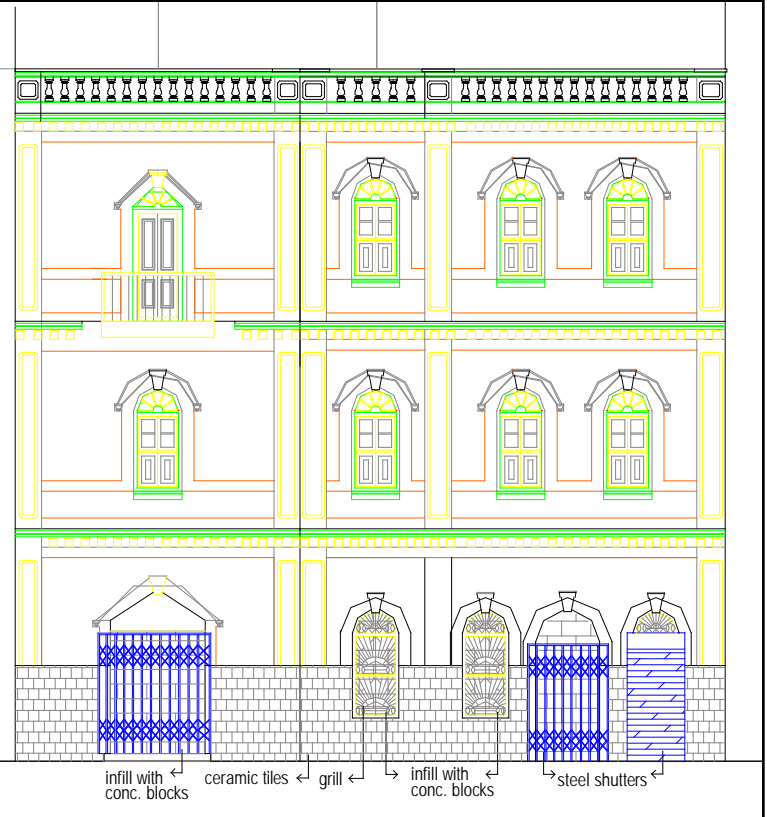 infill with
conc. blocks
ceramic tiles
grill
infill with
conc. blocks
steel shutters